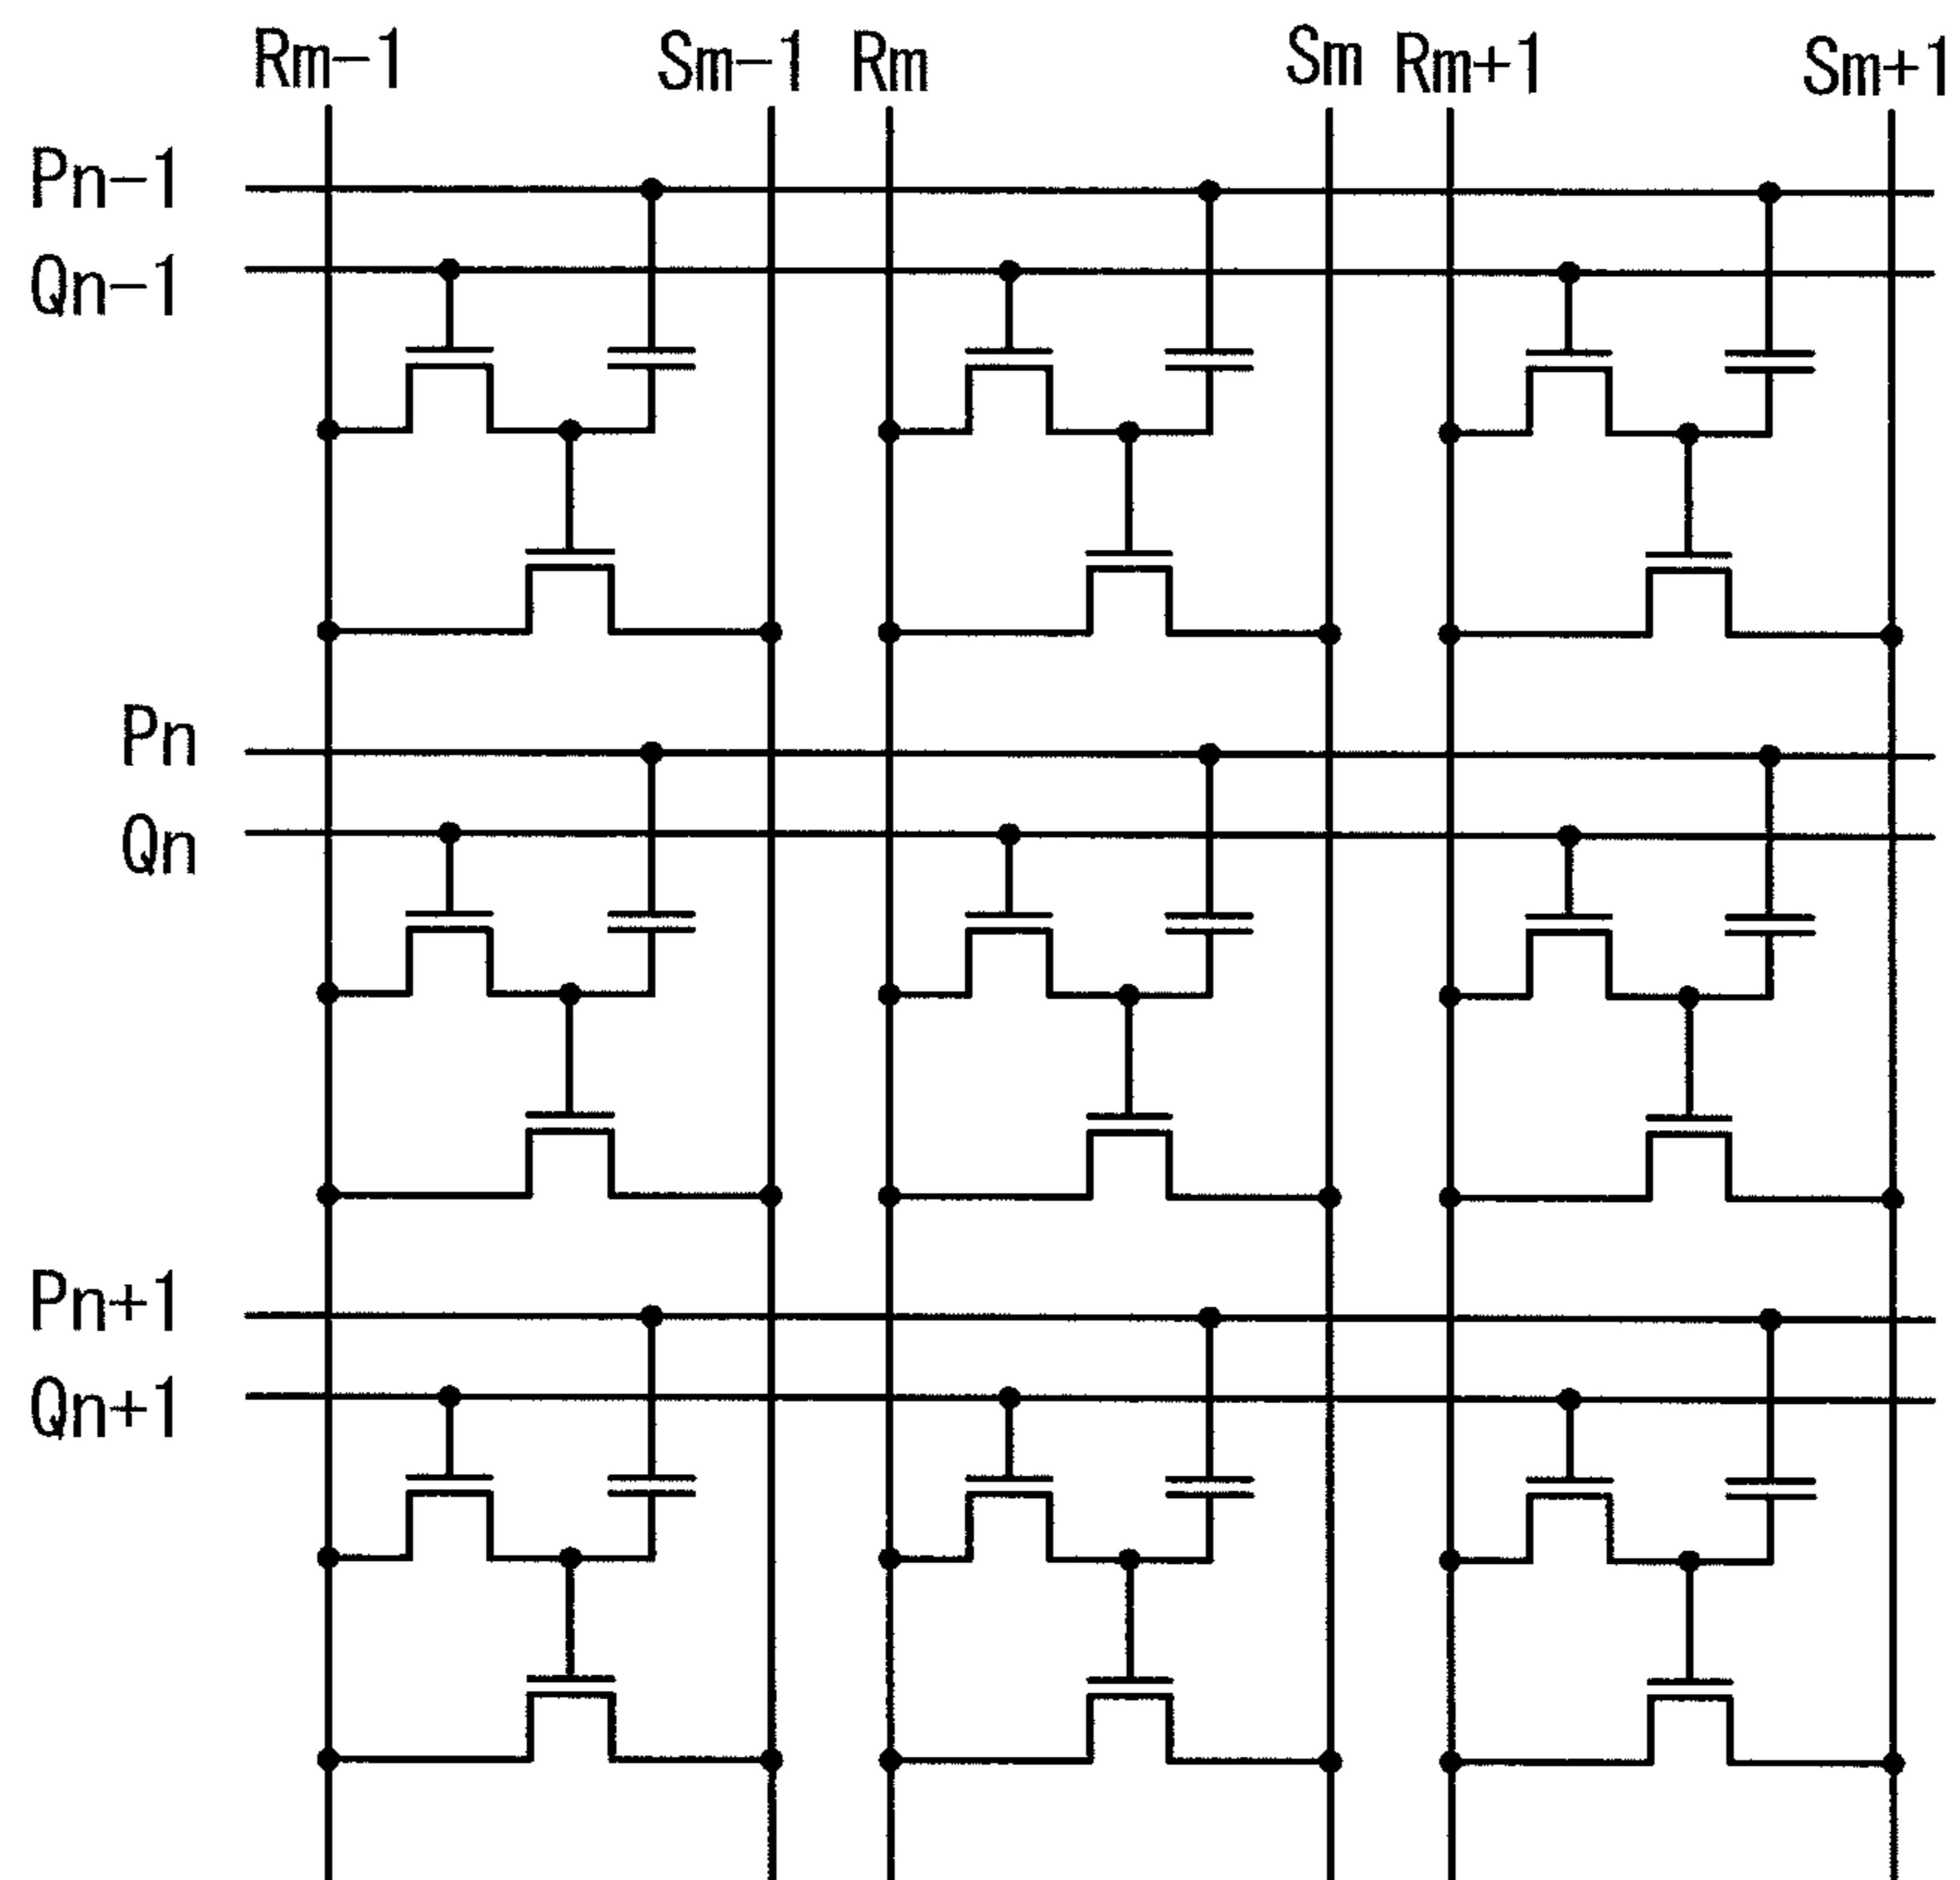 Rm-1 Sm-1 Rm Sm Rm+1 Sm+1
Pn-1
Qn-1
Pn
Qn
Pn+1
Qn+1